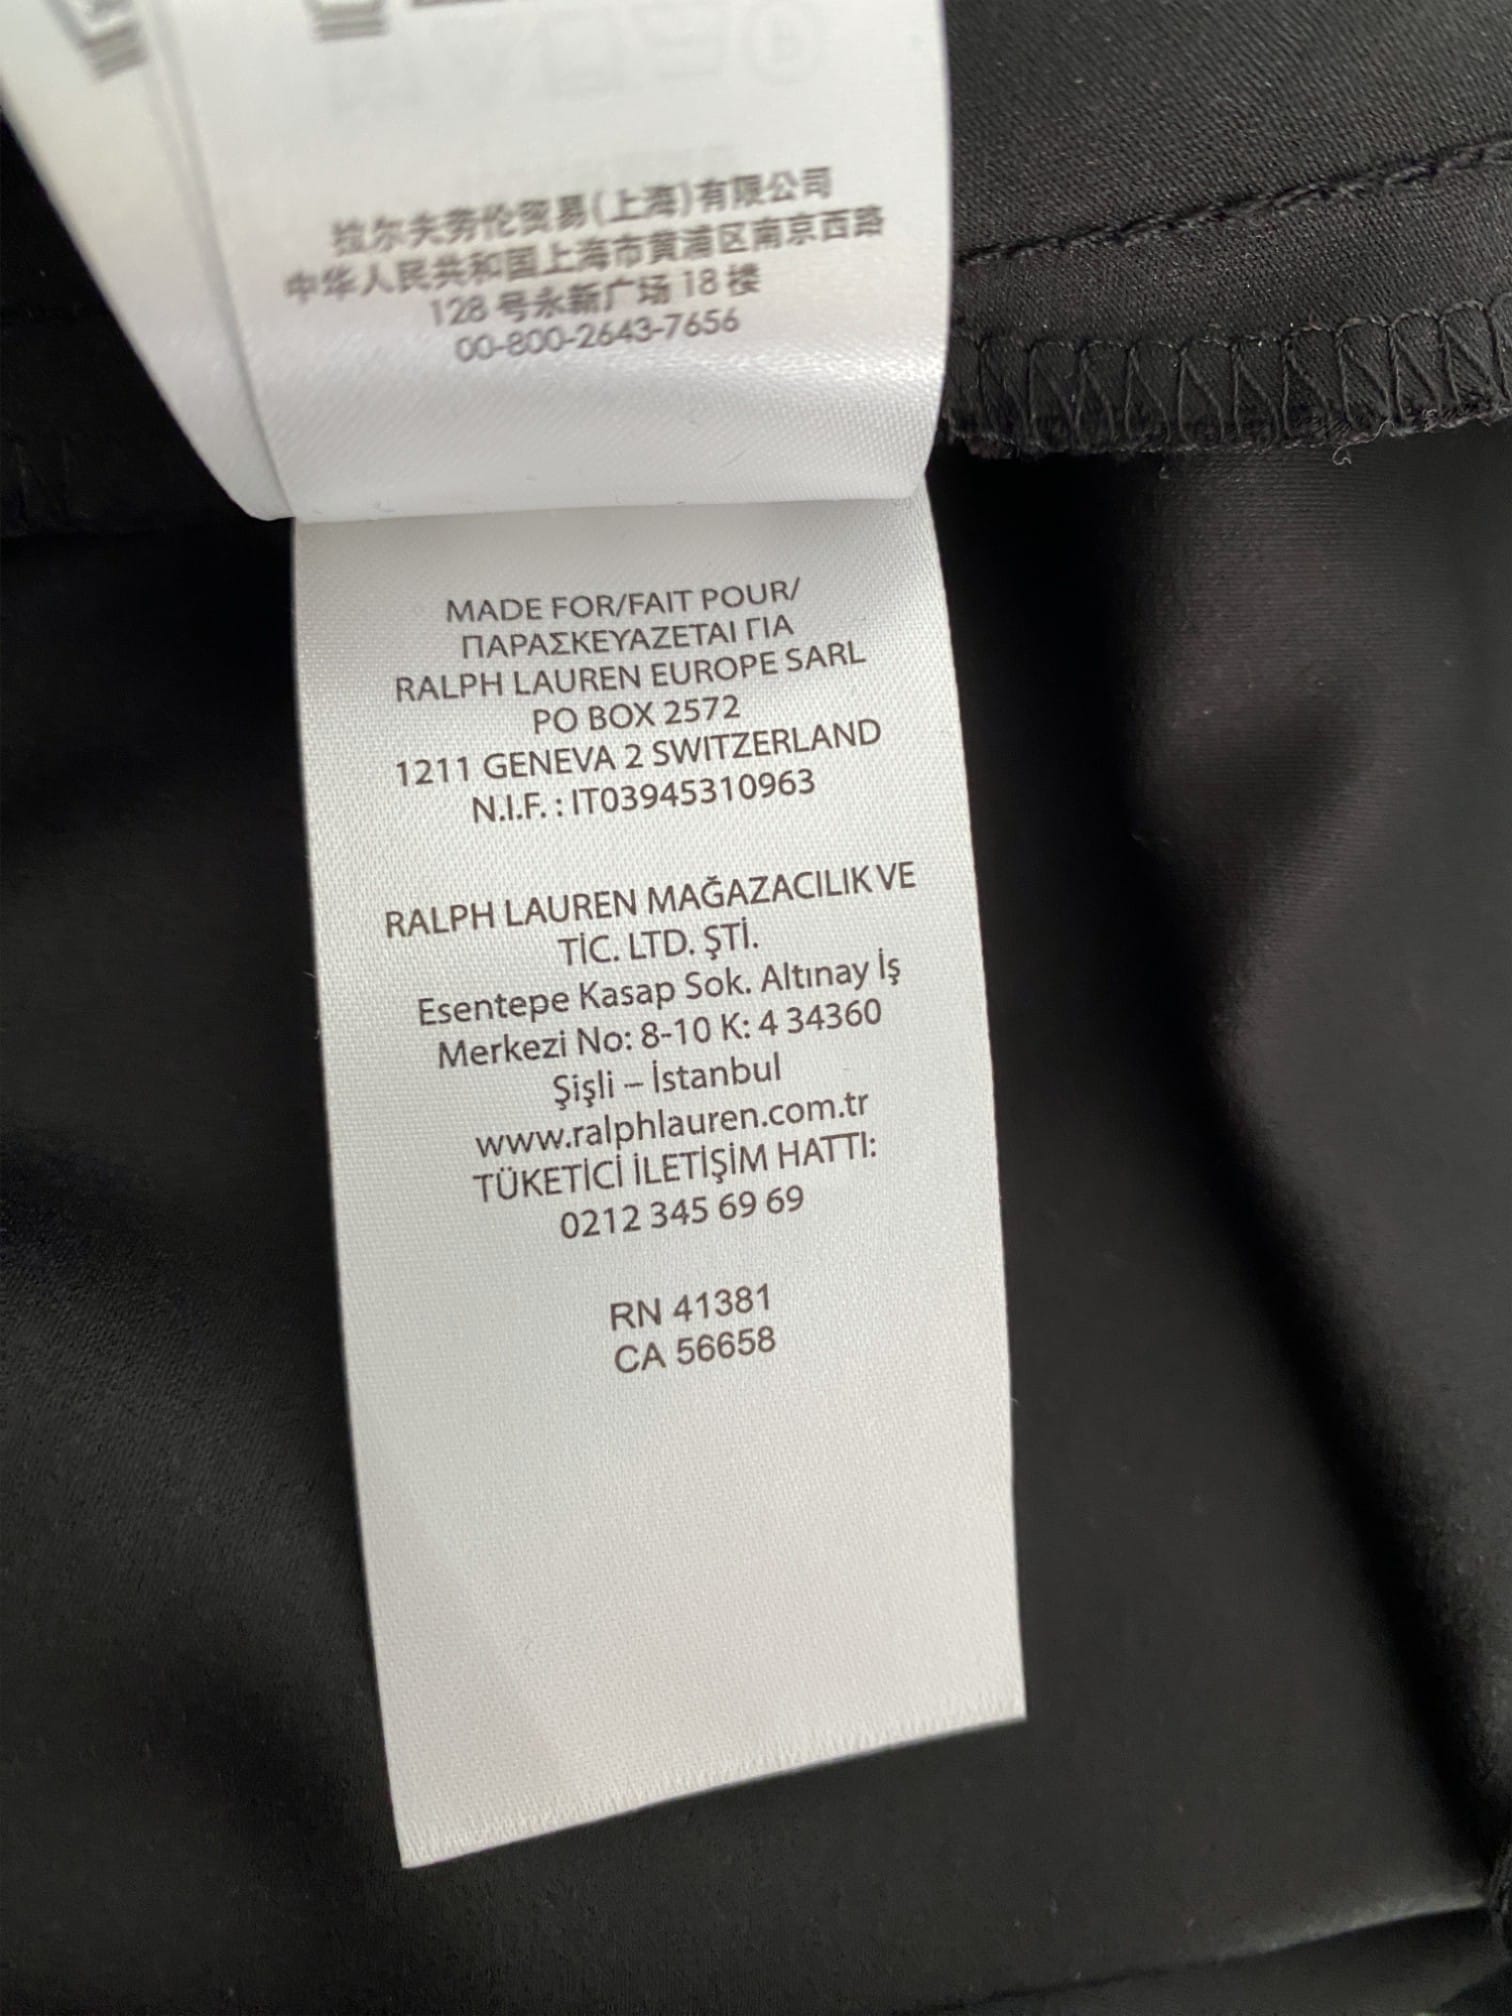 拉尔夫劳伦贸易(上海)有限公司
中华人民共和国上海市黄浦区南京西路
128 号永新广场 18 楼
00-800-2643-7656
MADE FOR/FAIT POUR/
ΠΑΡΑΣΚΕΥΑΖΕΤΑΙ ΓΙΑ
RALPH LAUREN EUROPE SARL
PO BOX 2572
1211 GENEVA 2 SWITZERLAND
N.I.F. : IT03945310963
RALPH LAUREN MAĞAZACILIK VE
TİC. LTD. ŞTİ.
Esentepe Kasap Sok. Altınay İş
Merkezi No: 8-10 K: 4 34360
Şişli – İstanbul
www.ralphlauren.com.tr
TÜKETİCİ İLETİŞİM HATTI:
0212 345 69 69
RN 41381
CA 56658